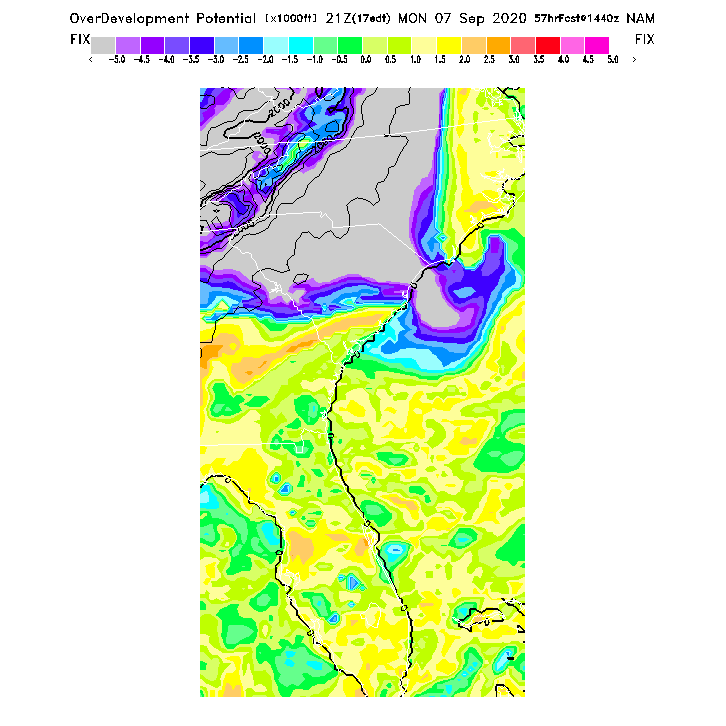 OverDevelopment Potential [x1000ft] 21Z(17edt) MON 07 Sep 2020 57hrFcst@1440z NAM
FIX FIX
< -5.0 -4.5 -4.0 -3.5 -3.0 -2.5 -2.0 -1.5 -1.0 -0.5 0.0 0.5 1.0 1.5 2.0 2.5 3.0 3.5 4.0 4.5 5.0 >
2000
2000